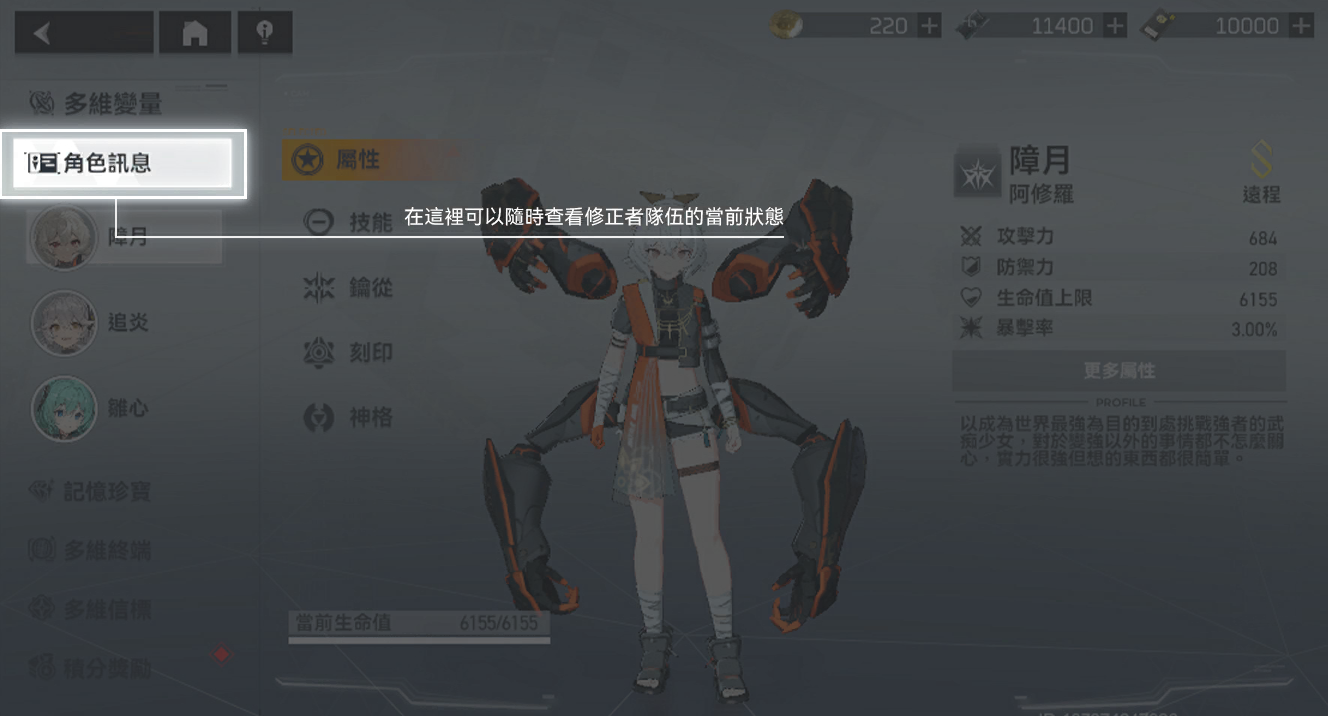 220
11400
10000
多維變量
角色訊息
障月
追炎
雒心
記憶珍寶
多維終端
多維信標
積分獎勵
屬性
技能
鑰從
刻印
神格
在這裡可以隨時查看修正者隊伍的當前狀態
當前生命值 6155/6155
障月
阿修羅
遠程
攻擊力 684
防禦力 208
生命值上限 6155
暴擊率 3.00%
更多屬性
PROFILE
以成為世界最強為目的到處挑戰強者的武
痴少女，對於變強以外的事情都不怎麼關
心，實力很強但想的東西都很簡單。